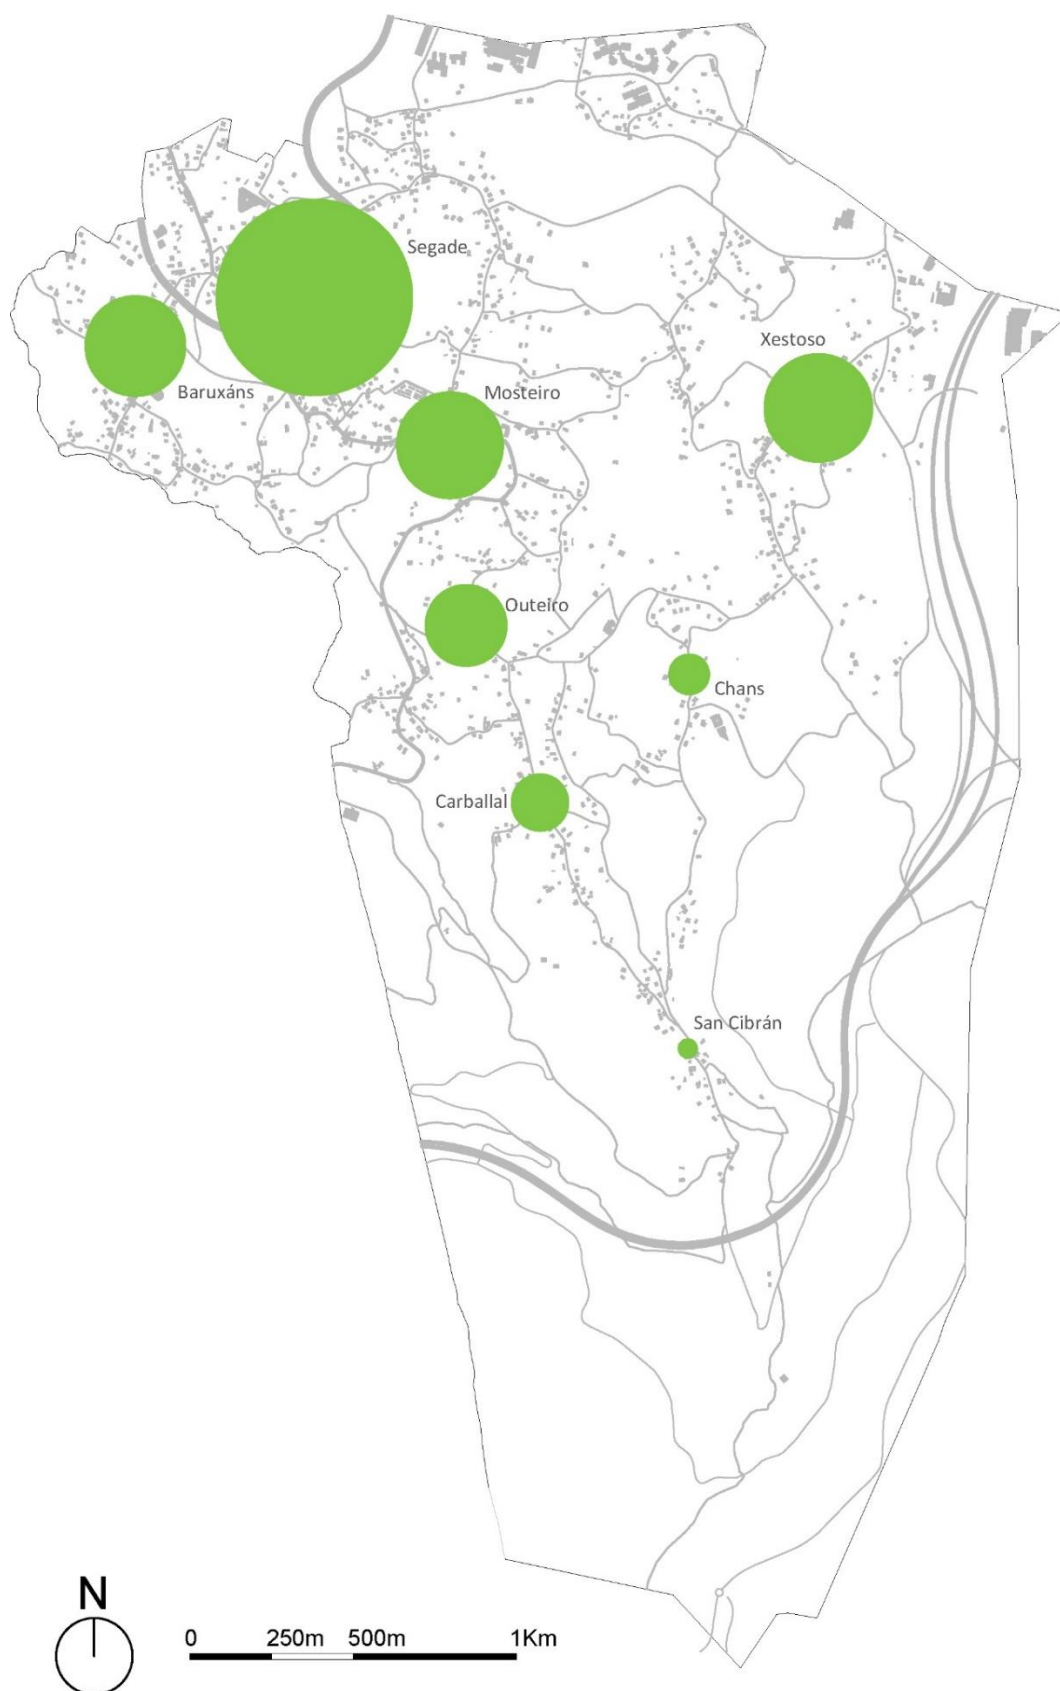 Segade
Xestoso
Baruxáns
Mosteiro
Outeiro
Chans
Carballal
San Cibrán
N
0 250m 500m 1Km